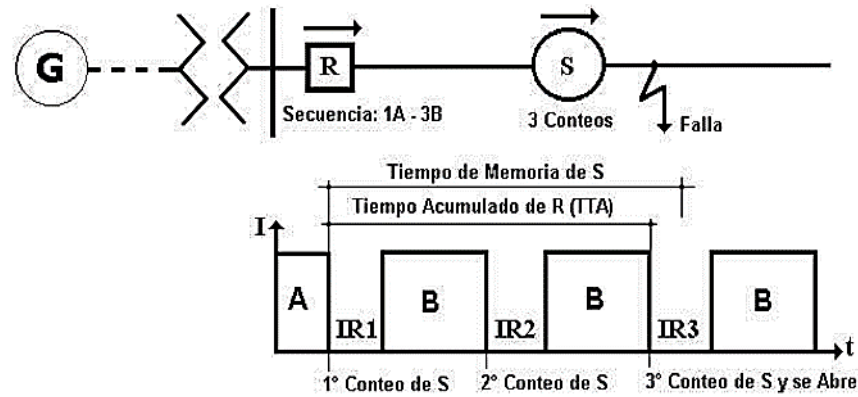 G
R
S
Secuencia: 1A - 3B
3 Conteos
Falla
Tiempo de Memoria de S
Tiempo Acumulado de R (TTA)
I
A
B
B
B
IR1
IR2
IR3
t
1° Conteo de S
2° Conteo de S
3° Conteo de S y se Abre